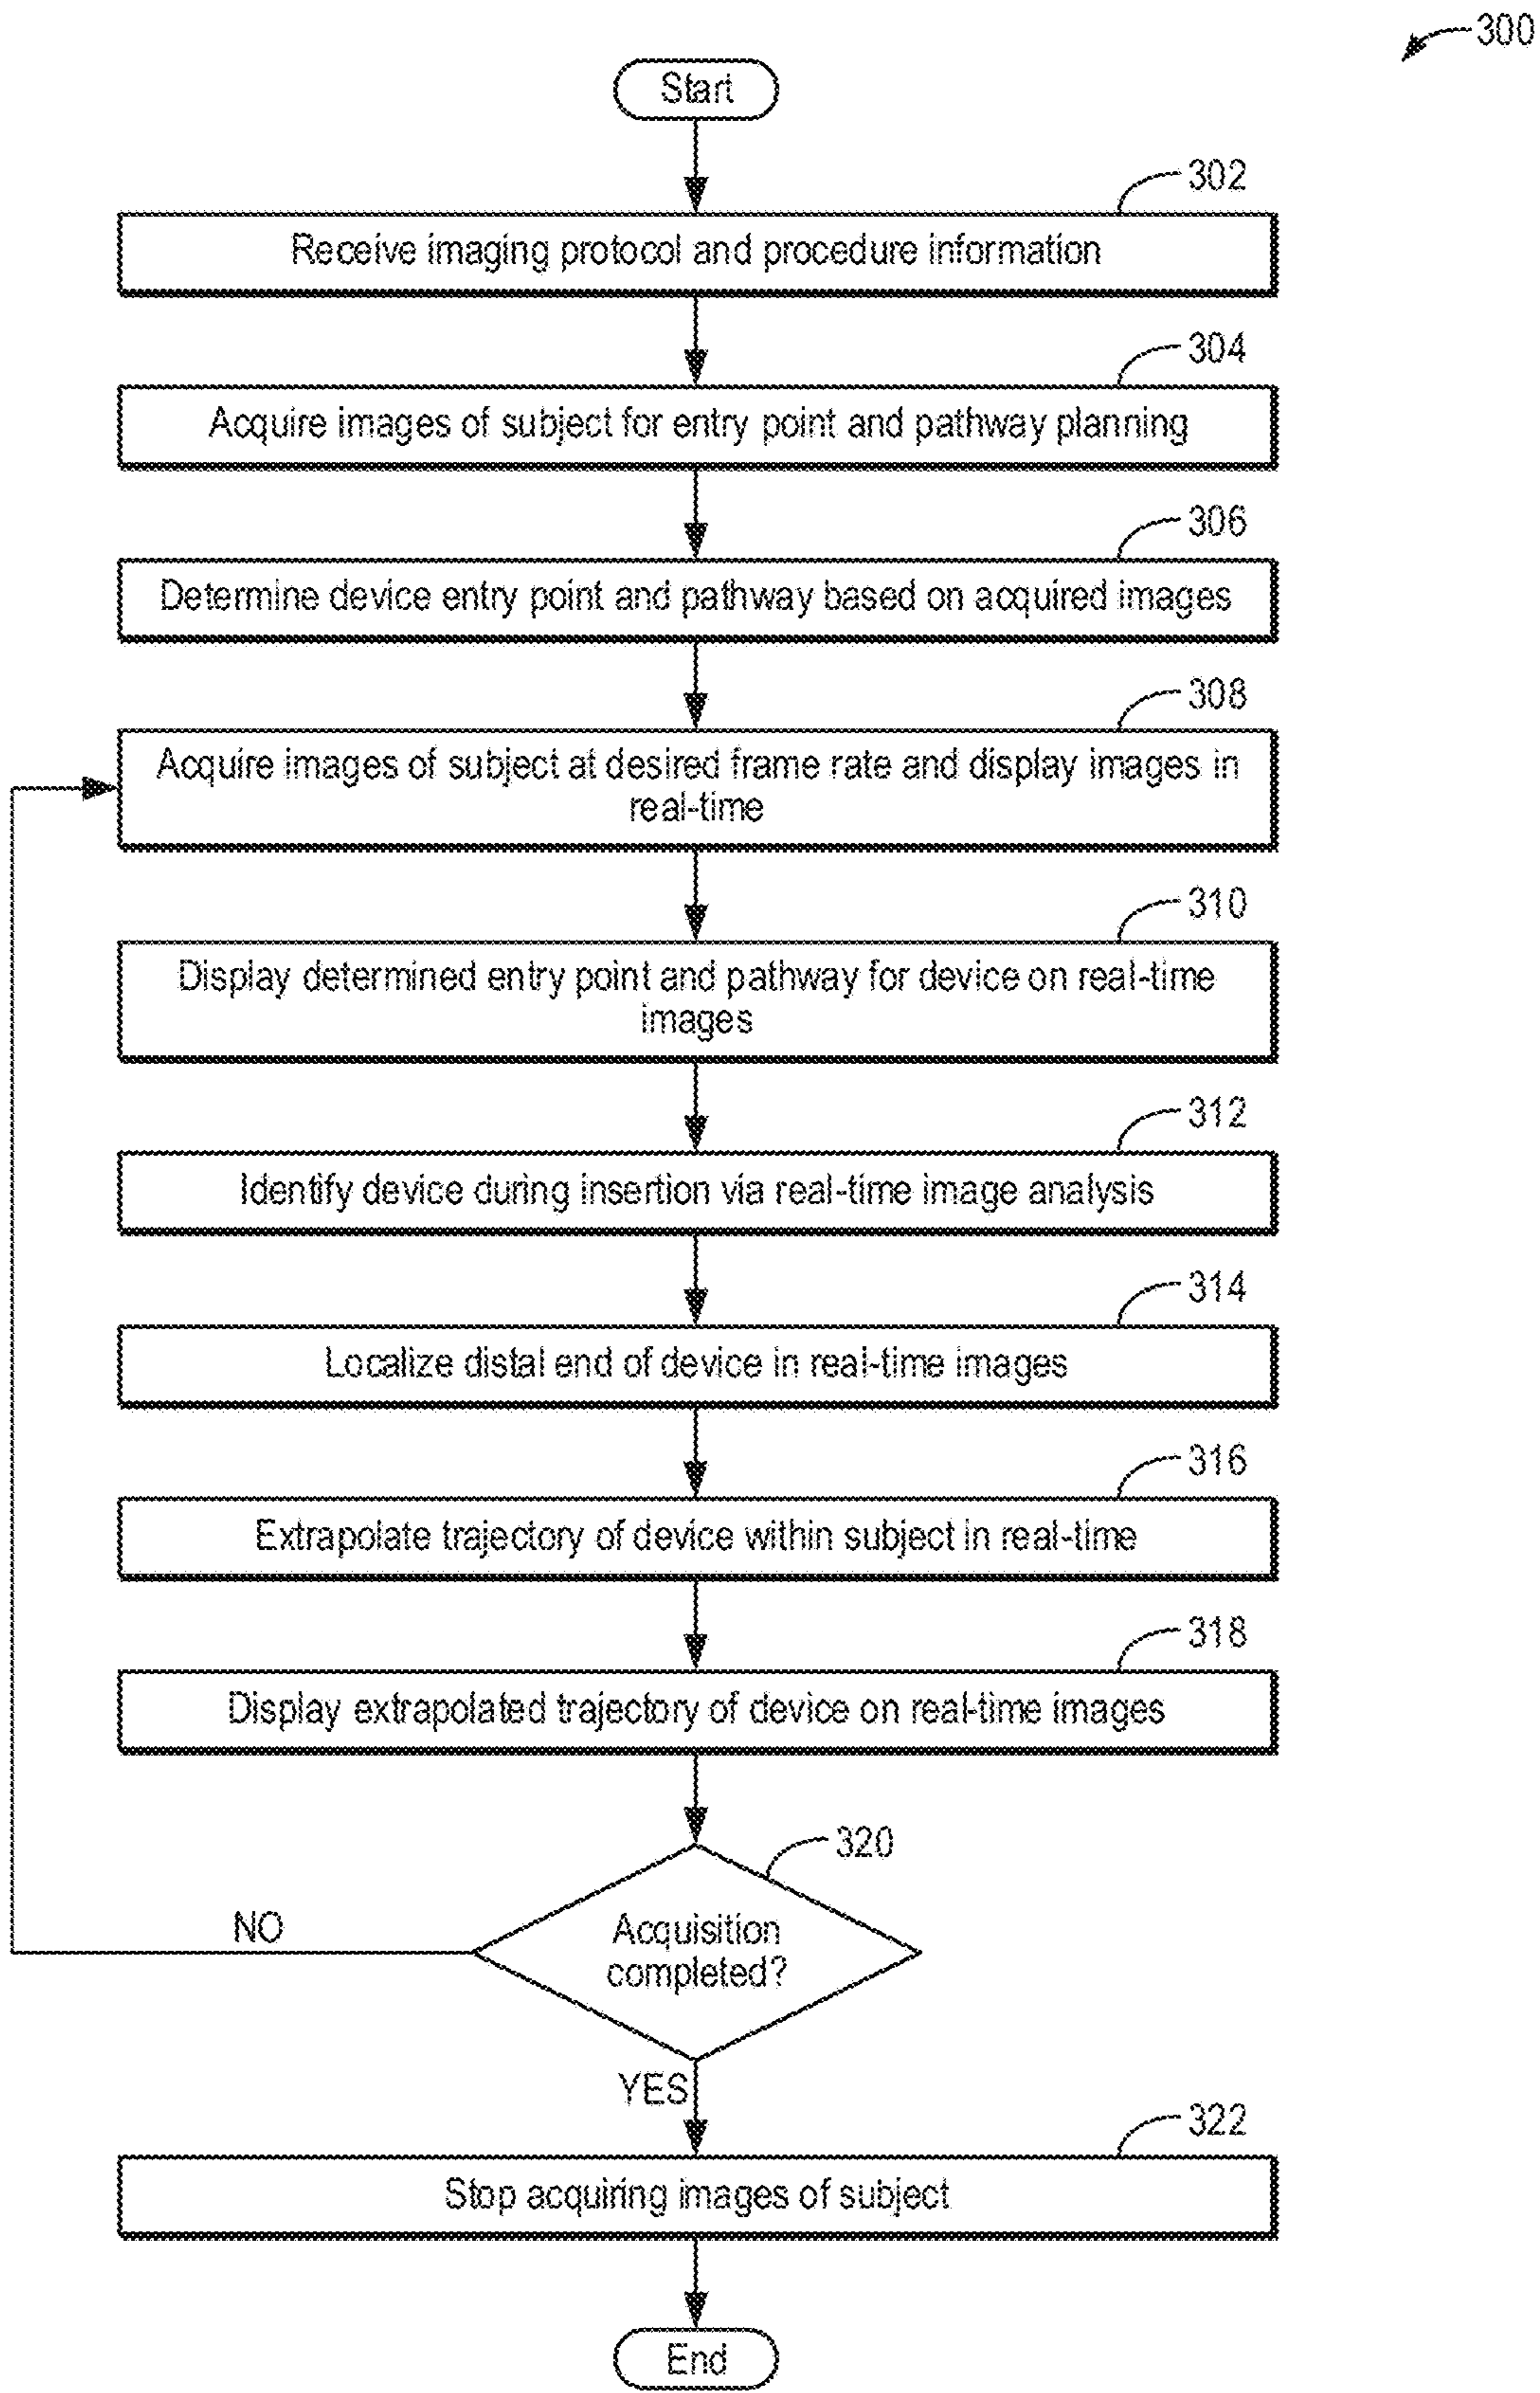 300
Start
302
Receive imaging protocol and procedure information
304
Acquire images of subject for entry point and pathway planning
306
Determine device entry point and pathway based on acquired images
308
Acquire images of subject at desired frame rate and display images in
real-time
310
Display determined entry point and pathway for device on real-time
images
312
Identify device during insertion via real-time image analysis
314
Localize distal end of device in real-time images
316
Extrapolate trajectory of device within subject in real-time
318
Display extrapolated trajectory of device on real-time images
320
Acquisition
completed?
NO
YES
322
Stop acquiring images of subject
End